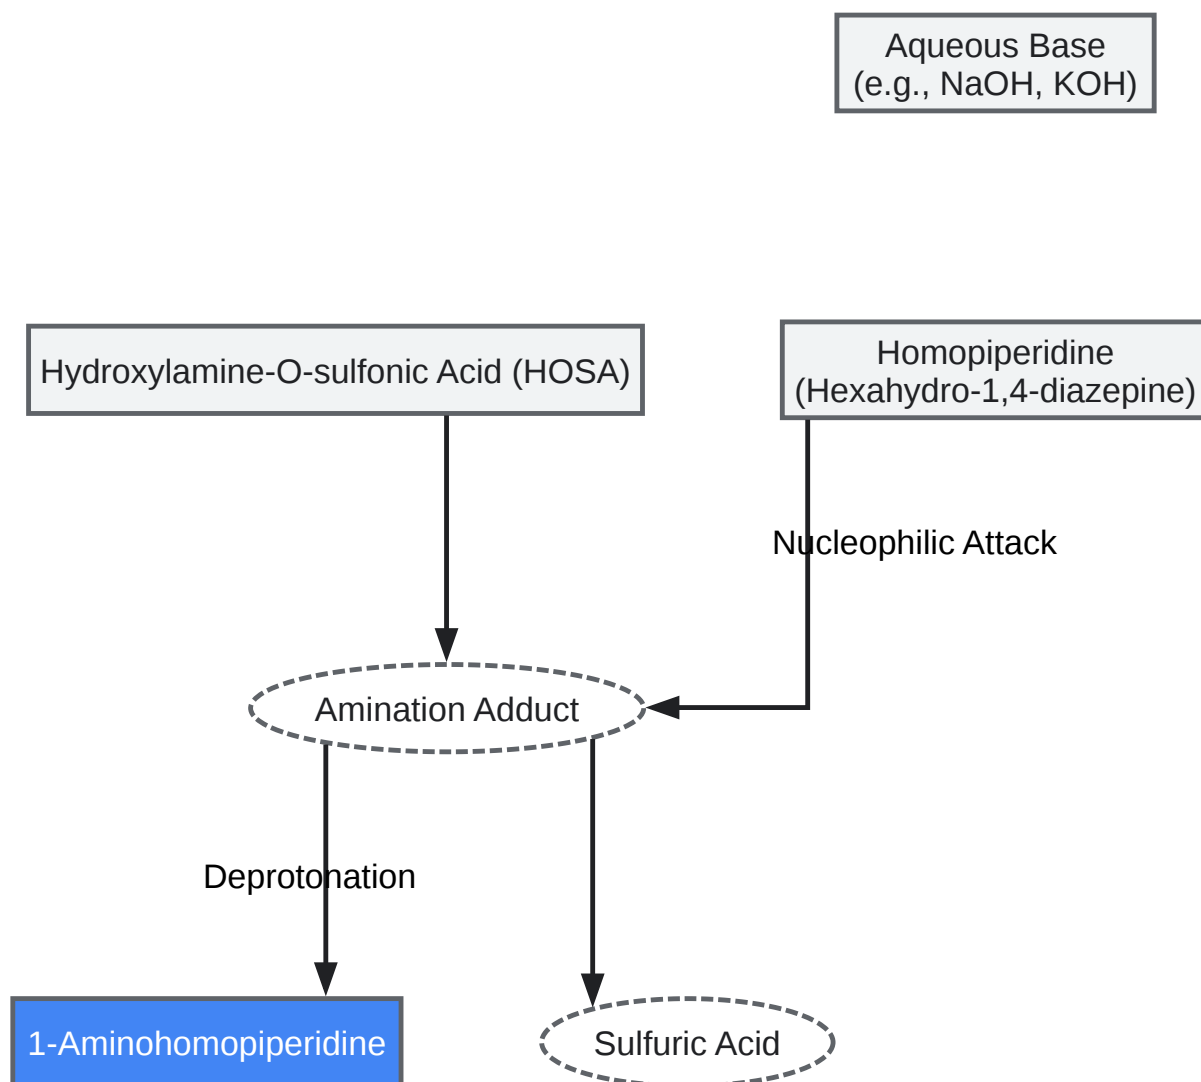 Aqueous Base
(e.g., NaOH, KOH)
Hydroxylamine-O-sulfonic Acid (HOSA)
Homopiperidine
(Hexahydro-1,4-diazepine)
Nucleophilic Attack
Amination Adduct
Deprotonation
1-Aminohomopiperidine
Sulfuric Acid